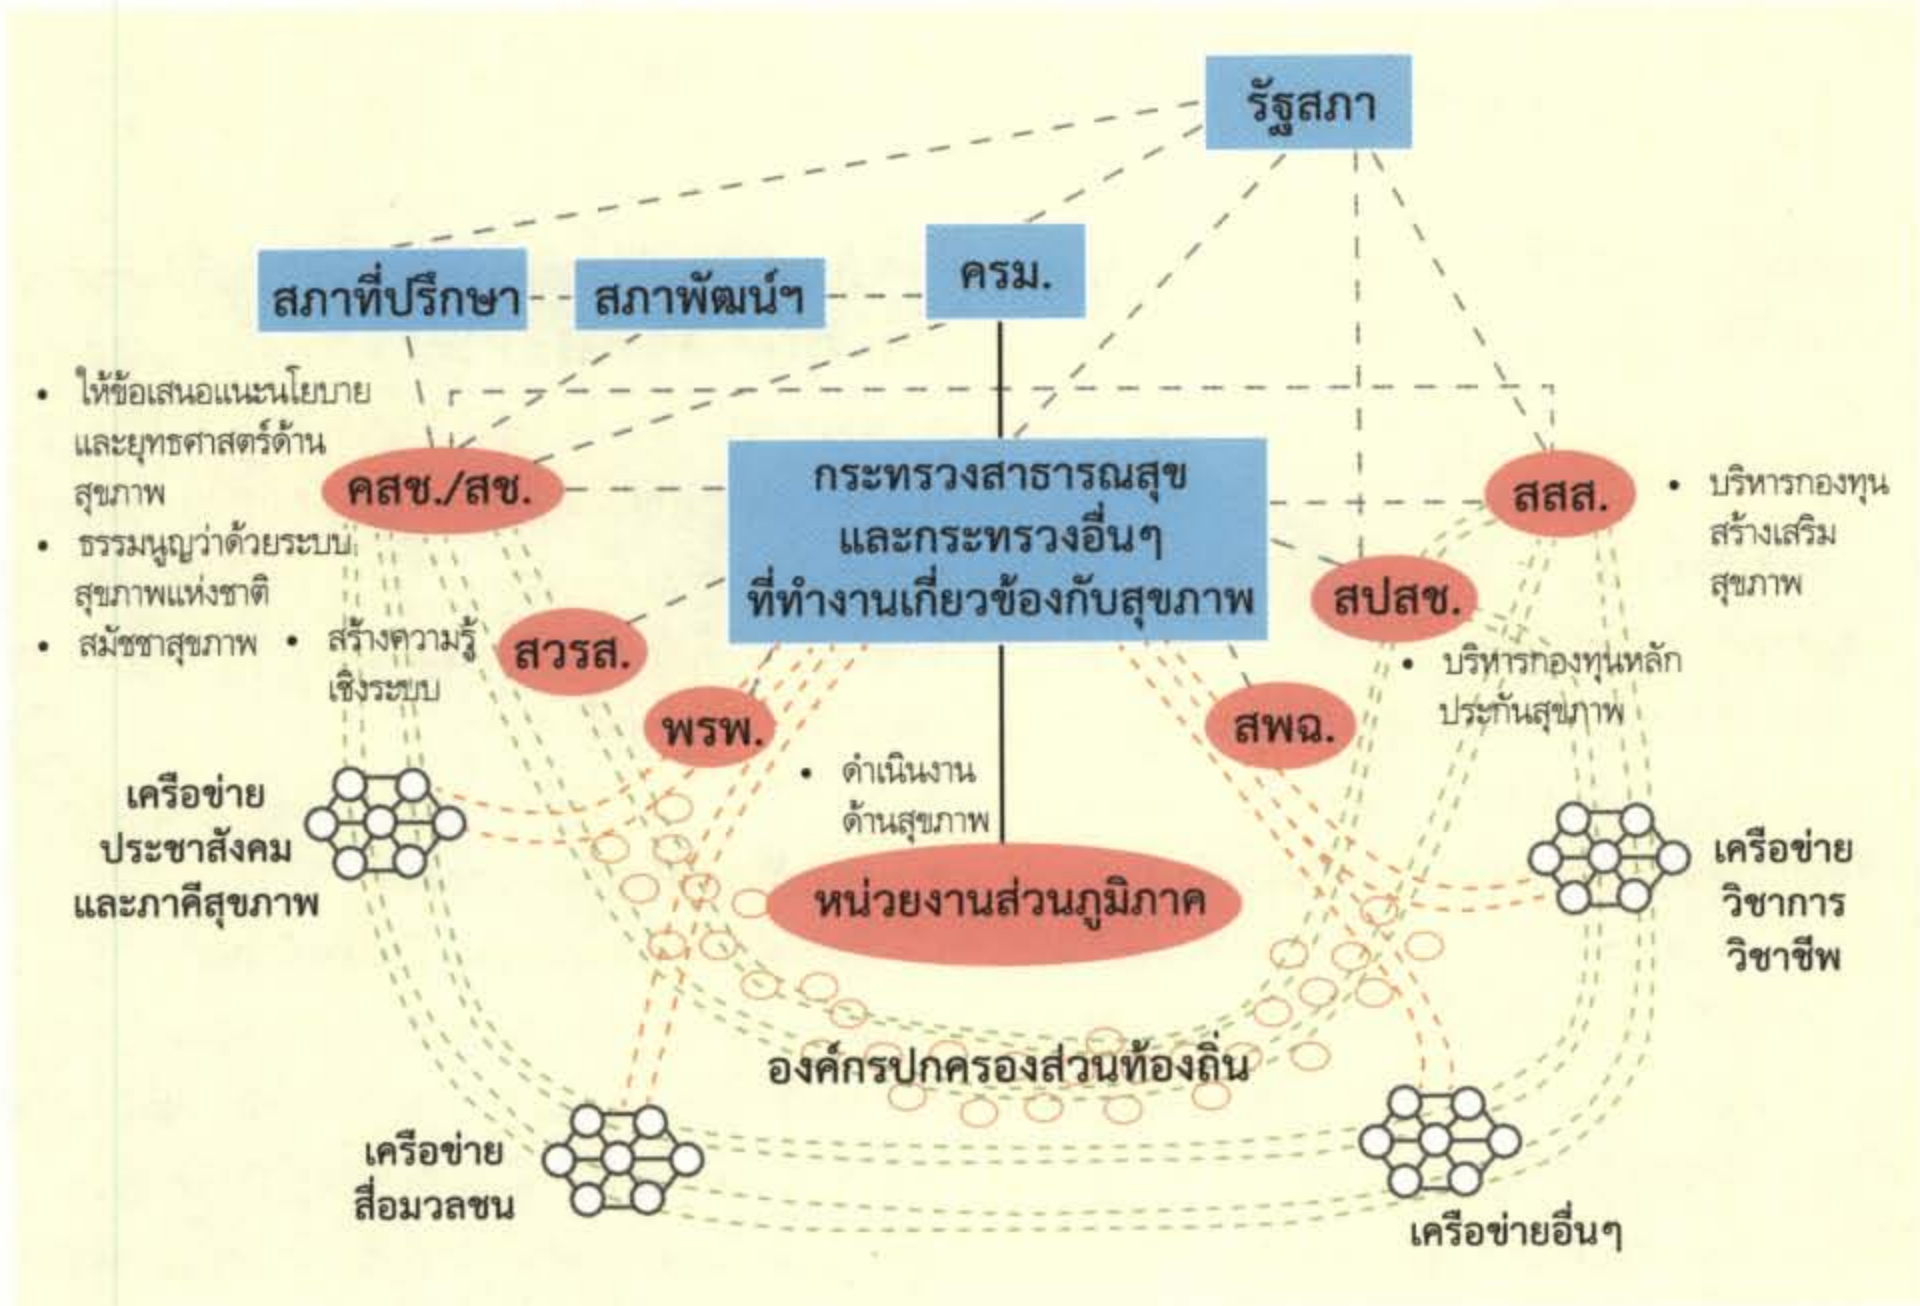 รัฐสภา
สภาที่ปรึกษา
สภาพัฒน์ฯ
ครม.
• ให้ข้อเสนอแนะนโยบาย
และยุทธศาสตร์ด้าน
สุขภาพ
• ธรรมนูญว่าด้วยระบบ
สุขภาพแห่งชาติ
• สมัชชาสุขภาพ
คสช./สช.
กระทรวงสาธารณสุข
และกระทรวงอื่นๆ
ที่ทำงานเกี่ยวข้องกับสุขภาพ
สสส.
• บริหารกองทุน
สร้างเสริม
สุขภาพ
สปสช.
• บริหารกองทุนหลัก
ประกันสุขภาพ
• สร้างความรู้
เชิงระบบ
สวรส.
พรพ.
สพฉ.
• ดำเนินงาน
ด้านสุขภาพ
หน่วยงานส่วนภูมิภาค
เครือข่าย
ประชาสังคม
และภาคีสุขภาพ
เครือข่าย
วิชาการ
วิชาชีพ
องค์กรปกครองส่วนท้องถิ่น
เครือข่าย
สื่อมวลชน
เครือข่ายอื่นๆ